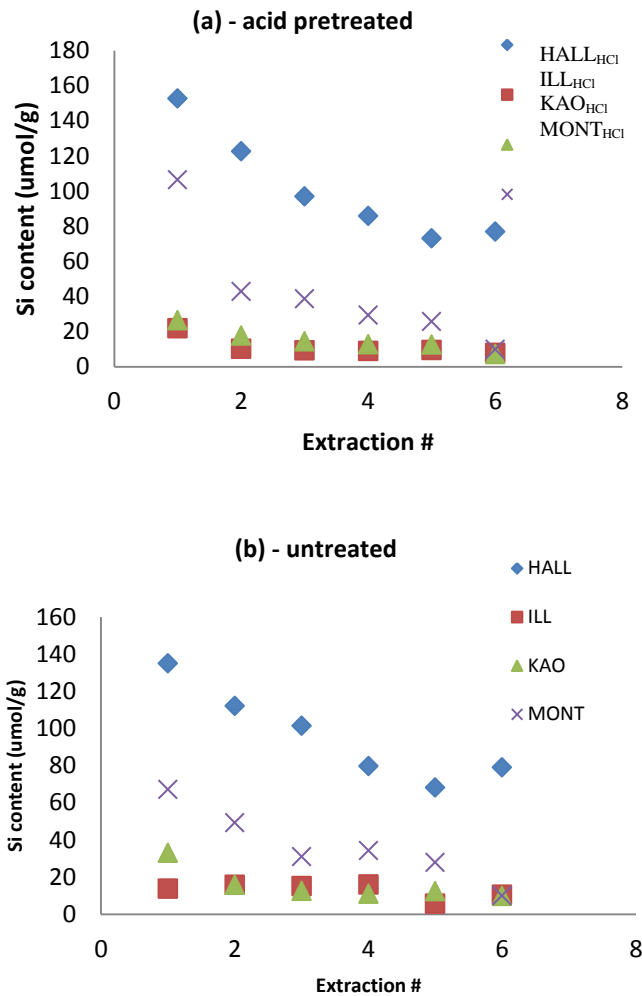 (a) - acid pretreated
Si content (umol/g)
180
160
140
120
100
80
60
40
20
0
0 2 4 6 8
Extraction #
HALLHCl
ILLHCl
KAOHCl
MONTHCl
(b) - untreated
Si content (umol/g)
160
140
120
100
80
60
40
20
0
0 2 4 6 8
Extraction #
HALL
ILL
KAO
MONT